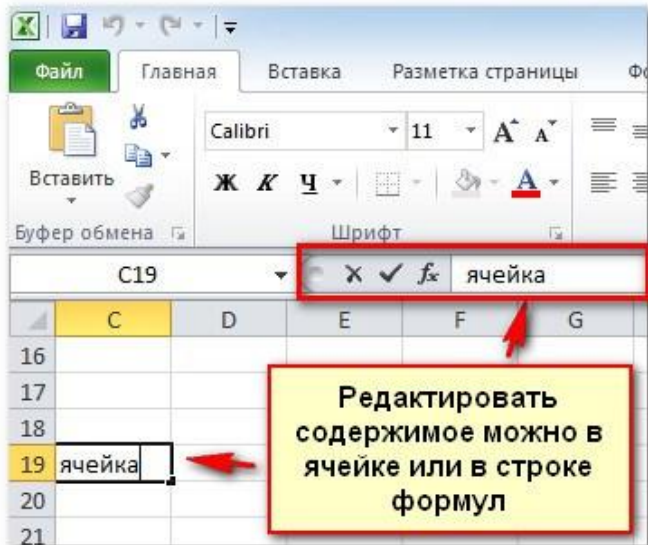 Файл Главная Вставка Разметка страницы
Calibri 11 A A
Вставить
Ж К Ч A
Буфер обмена Шрифт
C19 fx ячейка
C D E F G
16
17
18
19 ячейка
20
21
Редактировать
содержимое можно в
ячейке или в строке
формул